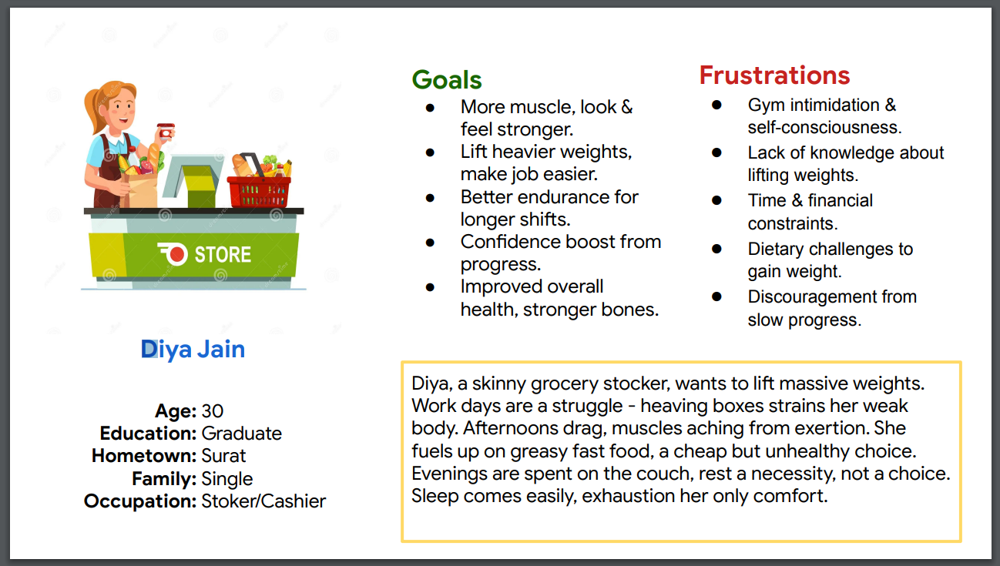 STORE
Diya Jain
Age: 30
Education: Graduate
Hometown: Surat
Family: Single
Occupation: Stoker/Cashier
Goals
● More muscle, look &
feel stronger.
● Lift heavier weights,
make job easier.
● Better endurance for
longer shifts.
● Confidence boost from
progress.
● Improved overall
health, stronger bones.
Frustrations
● Gym intimidation &
self-consciousness.
● Lack of knowledge about
lifting weights.
● Time & financial
constraints.
● Dietary challenges to
gain weight.
● Discouragement from
slow progress.
Diya, a skinny grocery stocker, wants to lift massive weights.
Work days are a struggle - heaving boxes strains her weak
body. Afternoons drag, muscles aching from exertion. She
fuels up on greasy fast food, a cheap but unhealthy choice.
Evenings are spent on the couch, rest a necessity, not a choice.
Sleep comes easily, exhaustion her only comfort.